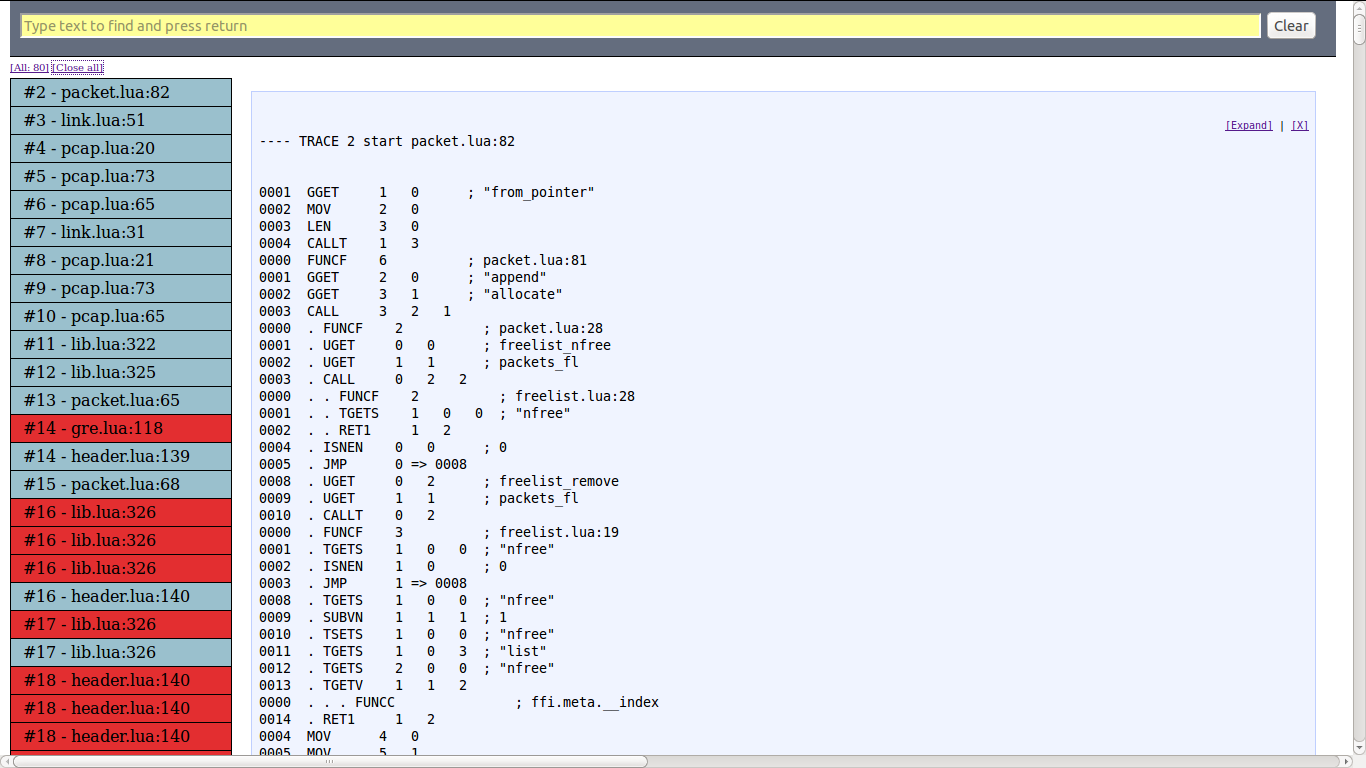 Type text to find and press return
Clear
[All: 80] [Close all]
#2 - packet.lua:82
#3 - link.lua:51
#4 - pcap.lua:20
#5 - pcap.lua:73
#6 - pcap.lua:65
#7 - link.lua:31
#8 - pcap.lua:21
#9 - pcap.lua:73
#10 - pcap.lua:65
#11 - lib.lua:322
#12 - lib.lua:325
#13 - packet.lua:65
#14 - gre.lua:118
#14 - header.lua:139
#15 - packet.lua:68
#16 - lib.lua:326
#16 - lib.lua:326
#16 - lib.lua:326
#16 - header.lua:140
#17 - lib.lua:326
#17 - lib.lua:326
#18 - header.lua:140
#18 - header.lua:140
#18 - header.lua:140
[Expand] | [X]
---- TRACE 2 start packet.lua:82
0001  GGET     1   0      ; "from_pointer"
0002  MOV      2   0
0003  LEN      3   0
0004  CALLT    1   3
0000  FUNCF    6          ; packet.lua:81
0001  GGET     2   0      ; "append"
0002  GGET     3   1      ; "allocate"
0003  CALL     3   2   1
0000  . FUNCF    2          ; packet.lua:28
0001  . UGET     0   0      ; freelist_nfree
0002  . UGET     1   1      ; packets_fl
0003  . CALL     0   2   2
0000  . . FUNCF    2          ; freelist.lua:28
0001  . . TGETS    1   0   0  ; "nfree"
0002  . . RET1     1   2
0004  . ISNEN    0   0      ; 0
0005  . JMP      0 => 0008
0008  . UGET     0   2      ; freelist_remove
0009  . UGET     1   1      ; packets_fl
0010  . CALLT    0   2
0000  . FUNCF    3          ; freelist.lua:19
0001  . TGETS    1   0   0  ; "nfree"
0002  . ISNEN    1   0      ; 0
0003  . JMP      1 => 0008
0008  . TGETS    1   0   0  ; "nfree"
0009  . SUBVN    1   1   1  ; 1
0010  . TSETS    1   0   0  ; "nfree"
0011  . TGETS    1   0   3  ; "list"
0012  . TGETS    2   0   0  ; "nfree"
0013  . TGETV    1   1   2
0000  . . . FUNCC               ; ffi.meta.__index
0014  . RET1     1   2
0004  MOV      4   0
0005  MOV      5   1